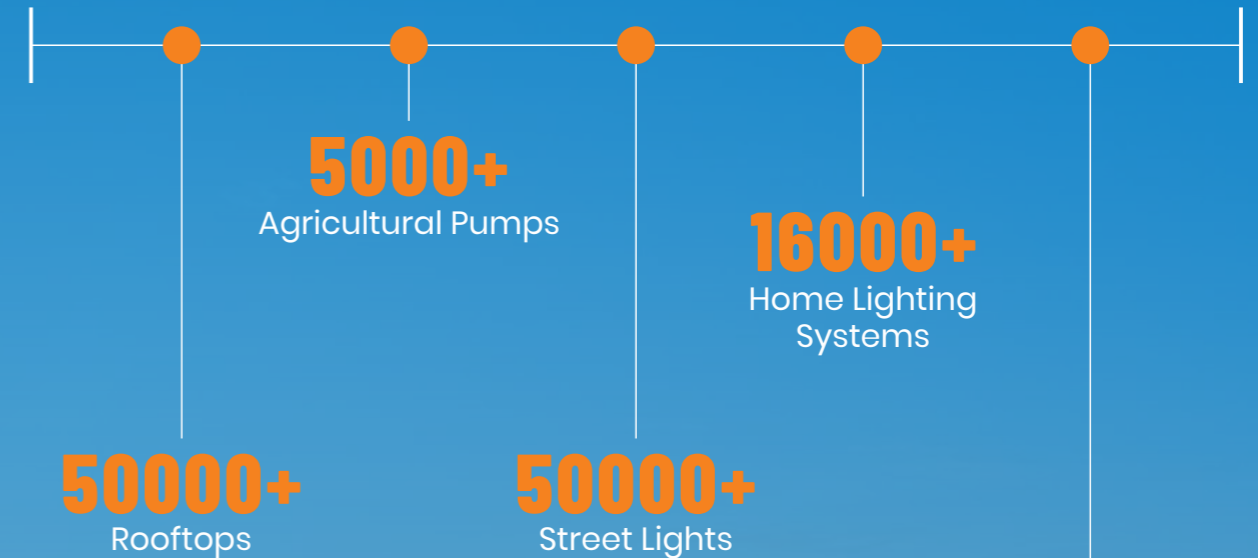 5000+
Agricultural Pumps
16000+
Home Lighting
Systems
50000+
Rooftops
50000+
Street Lights